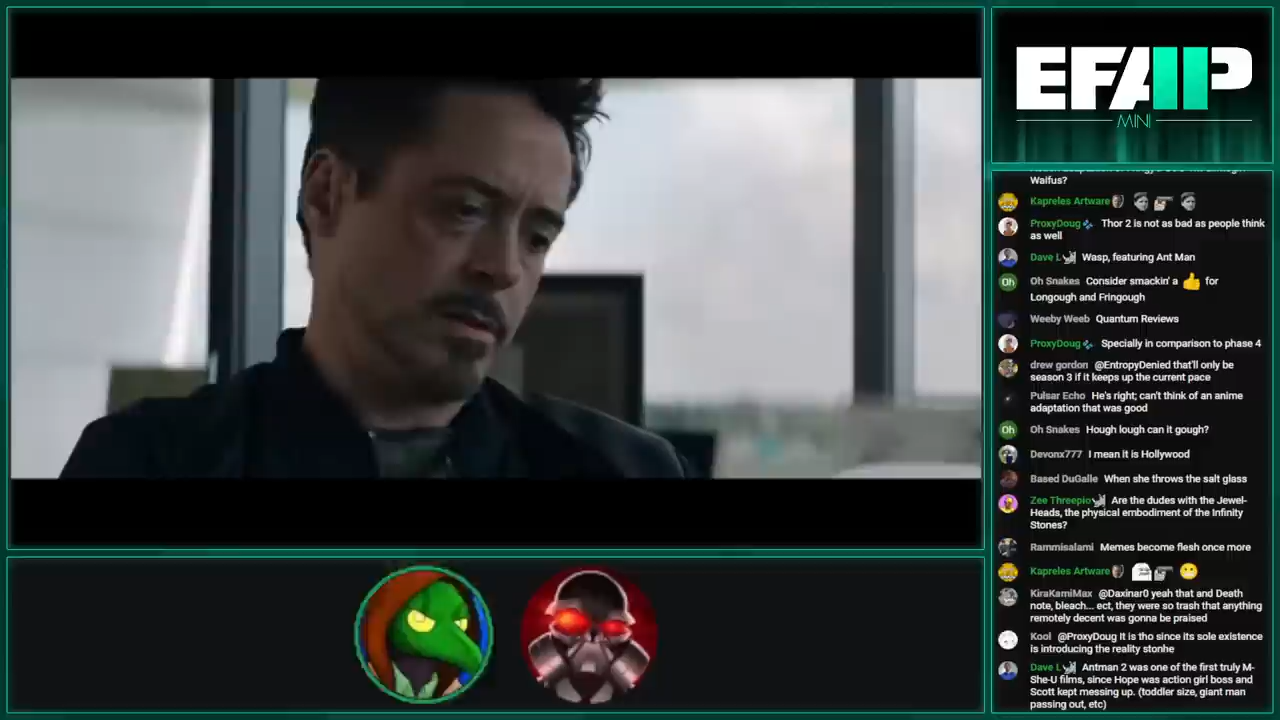 EFAP
MINI
Waifus?
Kapreles Artware
ProxyDoug Thor 2 is not as bad as people think
as well
Dave L Wasp, featuring Ant Man
Oh Oh Snakes Consider smackin' a for
Longough and Fringough
Weeby Weeb Quantum Reviews
ProxyDoug Specially in comparison to phase 4
drew gordon @EntropyDenied that'll only be
season 3 if it keeps up the current pace
Pulsar Echo He's right; can't think of an anime
adaptation that was good
Oh Oh Snakes Hough lough can it gough?
Devonx777 I mean it is Hollywood
Based DuGalle When she throws the salt glass
Zee Threepio Are the dudes with the Jewel-
Heads, the physical embodiment of the Infinity
Stones?
Rammisalami Memes become flesh once more
Kapreles Artware
KiraKamiMax @Daxinar0 yeah that and Death
note, bleach... ect, they were so trash that anything
remotely decent was gonna be praised
Kool @ProxyDoug It is tho since its sole existence
is introducing the reality stonhe
Dave L Antman 2 was one of the first truly M-
She-U films, since Hope was action girl boss and
Scott kept messing up. (toddler size, giant man
passing out, etc)